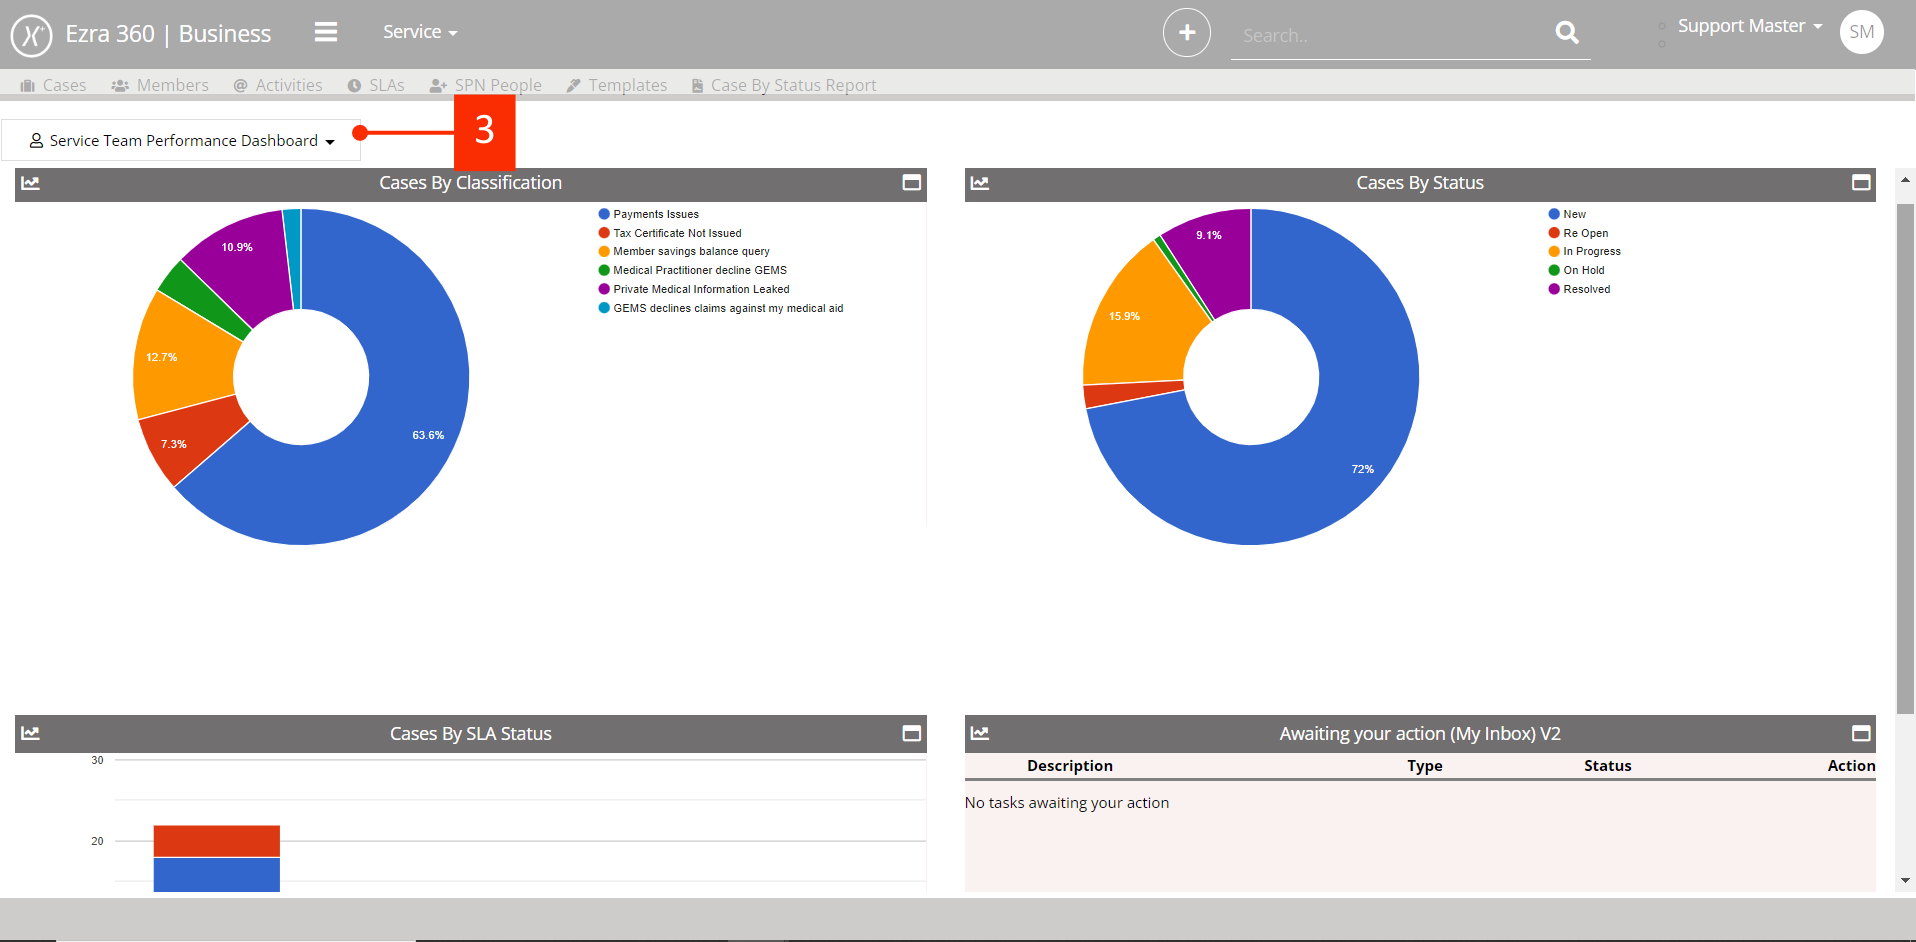 Ezra 360 | Business
Service
+
Search..
Support Master
SM
Cases
Members
@ Activities
SLAs
SPN People
Templates
Case By Status Report
Service Team Performance Dashboard
3
Cases By Classification
10.9%
12.7%
7.3%
63.6%
Payments Issues
Tax Certificate Not Issued
Member savings balance query
Medical Practitioner decline GEMS
Private Medical Information Leaked
GEMS declines claims against my medical aid
Cases By Status
9.1%
15.9%
72%
New
Re Open
In Progress
On Hold
Resolved
Cases By SLA Status
30
20
Awaiting your action (My Inbox) V2
Description Type Status Action
No tasks awaiting your action